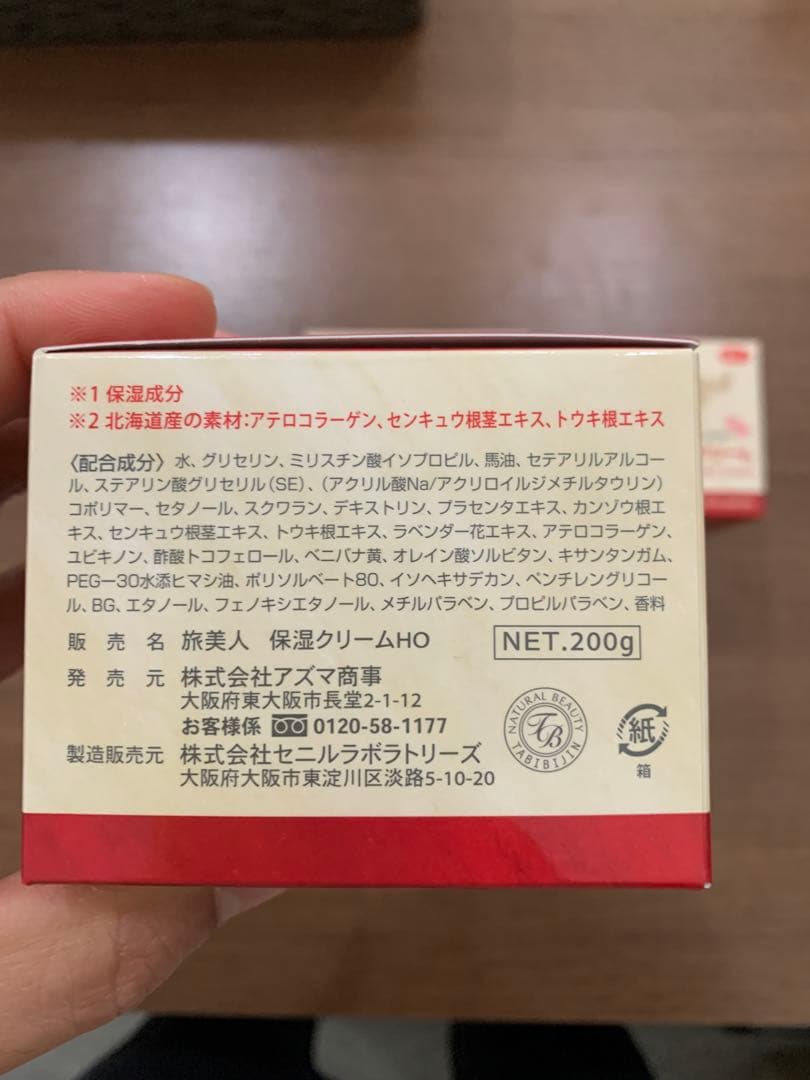 ※1 保湿成分
※2 北海道産の素材:アテロコラーゲン、センキュウ根茎エキス、トウキ根エキス
〈配合成分〉水、グリセリン、ミリスチン酸イソプロピル、馬油、セテアリルアルコー
ル、ステアリン酸グリセリル(SE)、(アクリル酸Na/アクリロイルジメチルタウリン)
コポリマー、セタノール、スクワラン、デキストリン、プラセンタエキス、カンゾウ根エ
キス、センキュウ根茎エキス、トウキ根エキス、ラベンダー花エキス、アテロコラーゲン、
ユビキノン、酢酸トコフェロール、ベニバナ黄、オレイン酸ソルビタン、キサンタンガム、
PEG-30水添ヒマシ油、ポリソルベート80、イソヘキサデカン、ペンチレングリコー
ル、BG、エタノール、フェノキシエタノール、メチルパラベン、プロピルパラベン、香料
販売名 旅美人 保湿クリームHO NET.200g
発売元 株式会社アズマ商事
大阪府東大阪市長堂2-1-12
お客様係 0120-58-1177
製造販売元 株式会社セニルラボラトリーズ
大阪府大阪市東淀川区淡路5-10-20
NATURAL BEAUTY
TB
TABIBIJIN
紙
箱